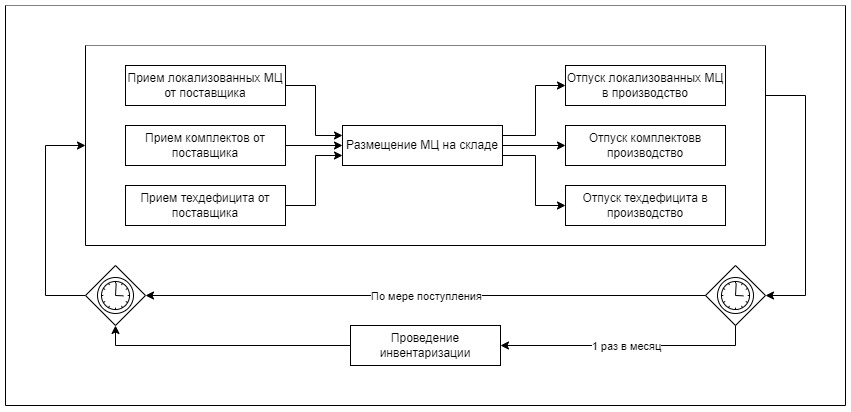 Прием локализованных МЦ
от поставщика
Прием комплектов от
поставщика
Прием техдефицита от
поставщика
Размещение МЦ на складе
Отпуск локализованных МЦ
в производство
Отпуск комплектовв
производство
Отпуск техдефицита в
производство
По мере поступления
Проведение
инвентаризации
1 раз в месяц